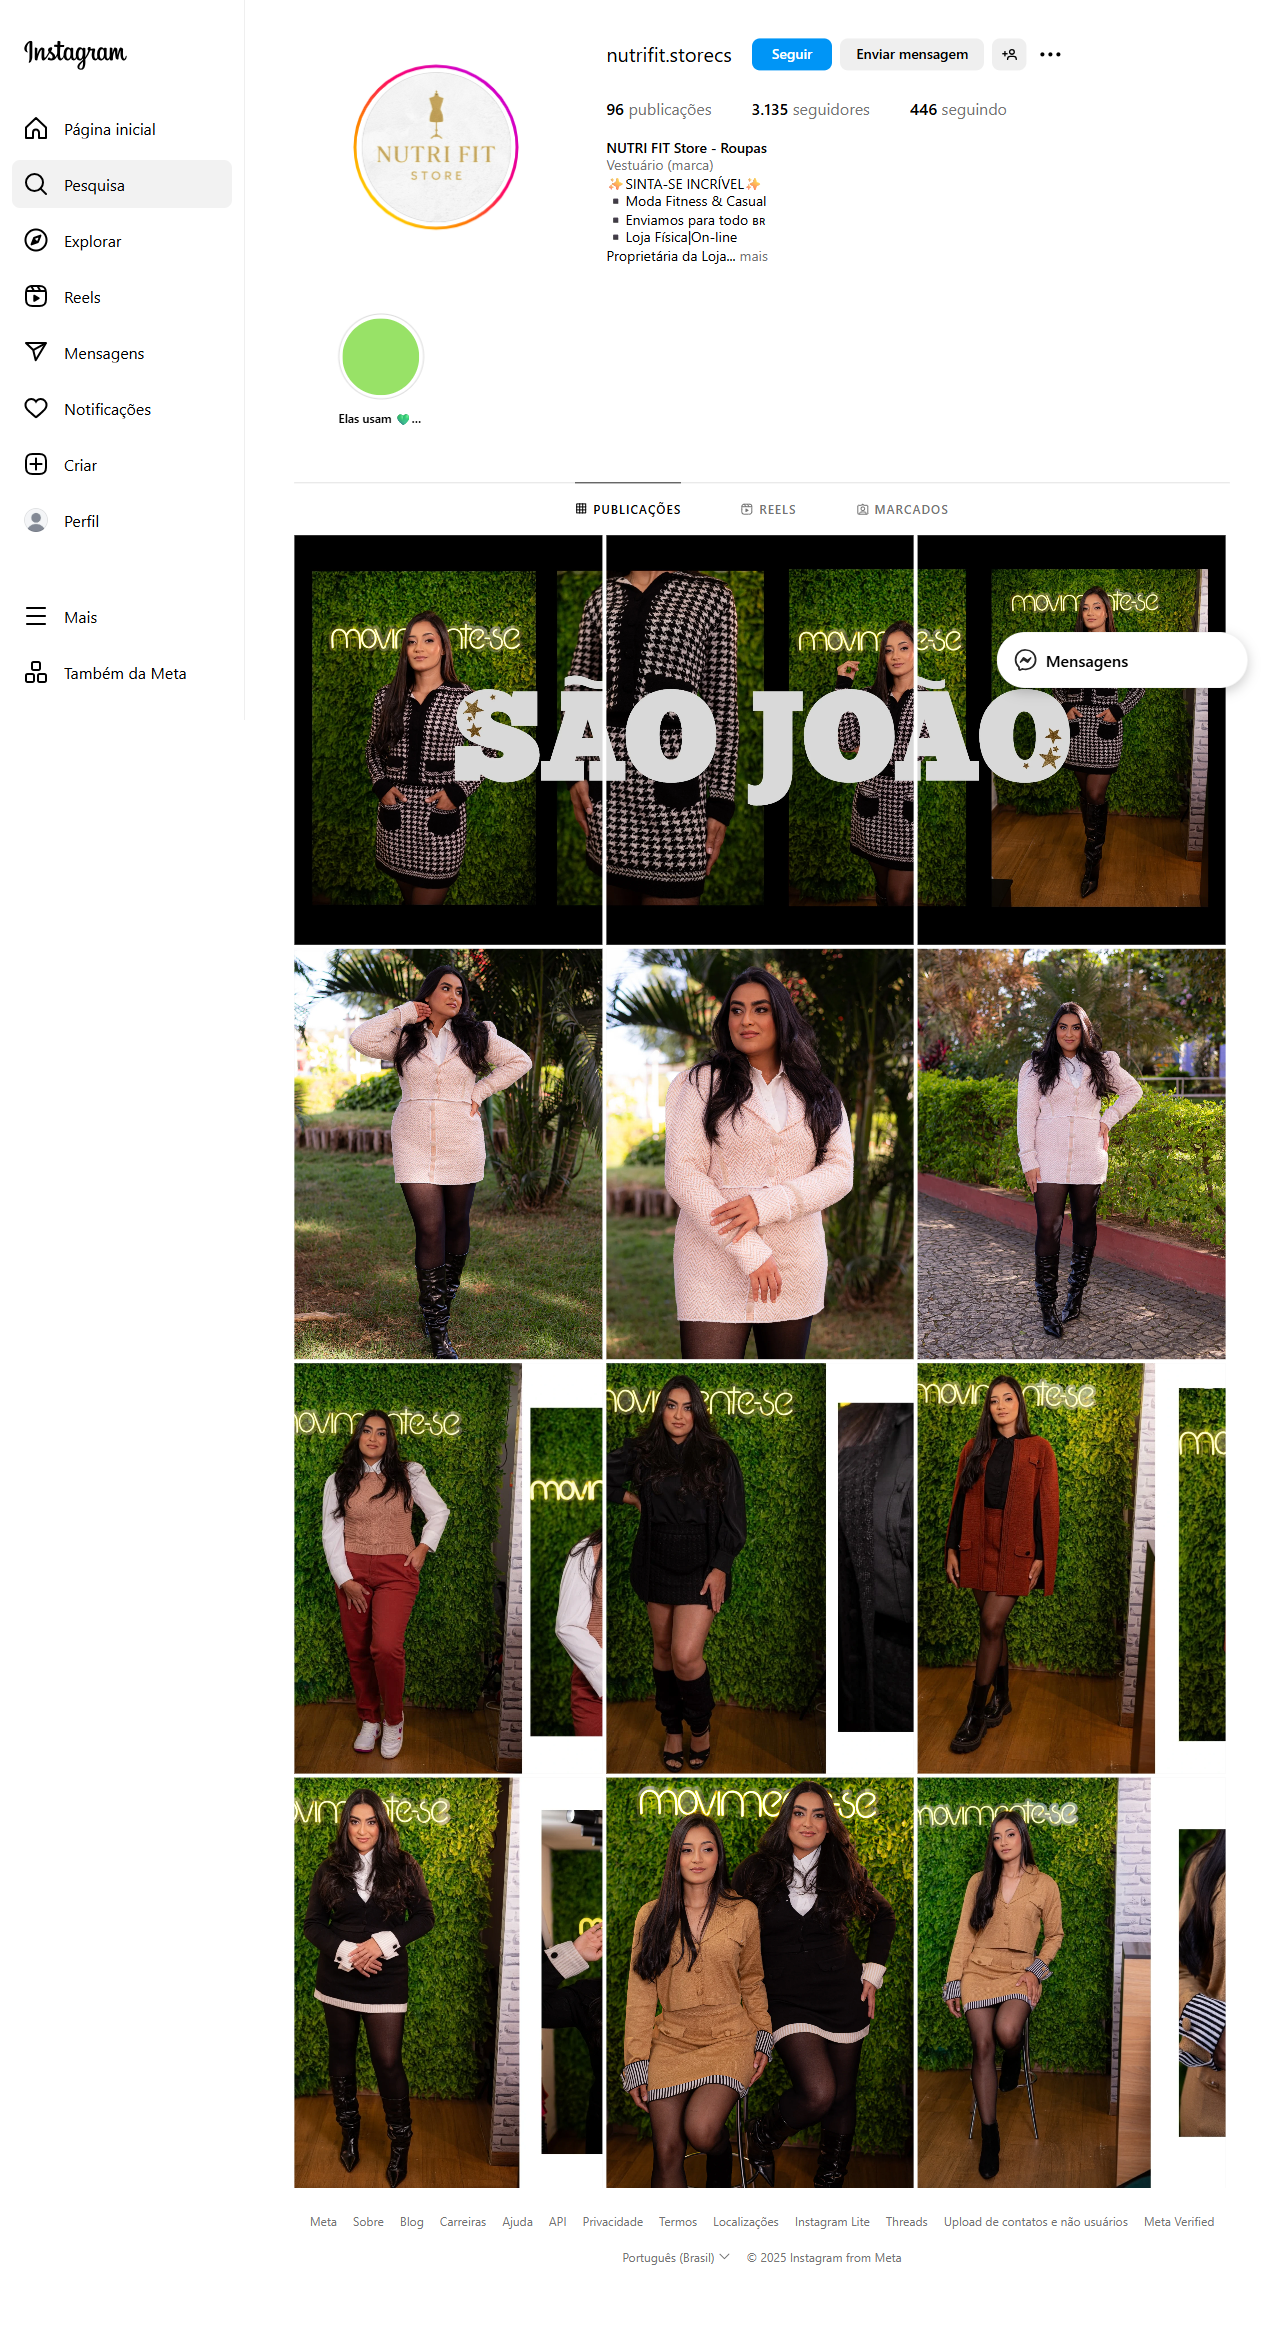 Instagram
Página inicial
Pesquisa
Explorar
Reels
Mensagens
Notificações
Criar
Perfil
Mais
Também da Meta
NUTRI FIT
STORE
nutrifit.storecs
Seguir
Enviar mensagem
96 publicações
3.135 seguidores
446 seguindo
NUTRI FIT Store - Roupas
Vestuário (marca)
✨SINTA-SE INCRÍVEL✨
▪️Moda Fitness & Casual
▪️Enviamos para todo 🇧🇷
▪️Loja Física|On-line
Proprietária da Loja... mais
Elas usam 💚...
PUBLICAÇÕES
REELS
MARCADOS
movimente-se
movimente-se
movimente-se
SÃO JOÃO
Mensagens
movimente-se
movin
movimente-se
movimente-se
mo
movimente-se
movimente-se
movimente-se
Meta
Sobre
Blog
Carreiras
Ajuda
API
Privacidade
Termos
Localizações
Instagram Lite
Threads
Upload de contatos e não usuários
Meta Verified
Português (Brasil)
© 2025 Instagram from Meta